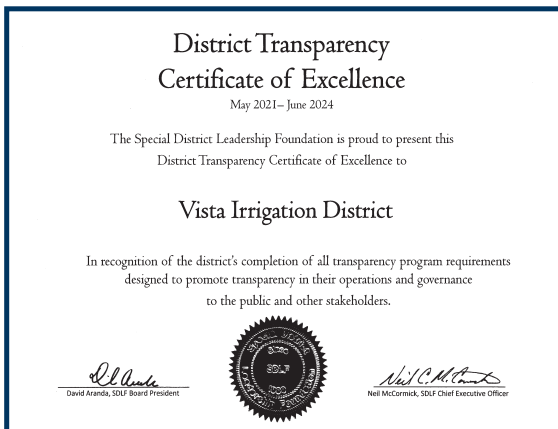 District Transparency
Certificate of Excellence
May 2021– June 2024
The Special District Leadership Foundation is proud to present this
District Transparency Certificate of Excellence to
Vista Irrigation District
In recognition of the district's completion of all transparency program requirements
designed to promote transparency in their operations and governance
to the public and other stakeholders.
SDLF
David Aranda, SDLF Board President
Neil McCormick, SDLF Chief Executive Officer